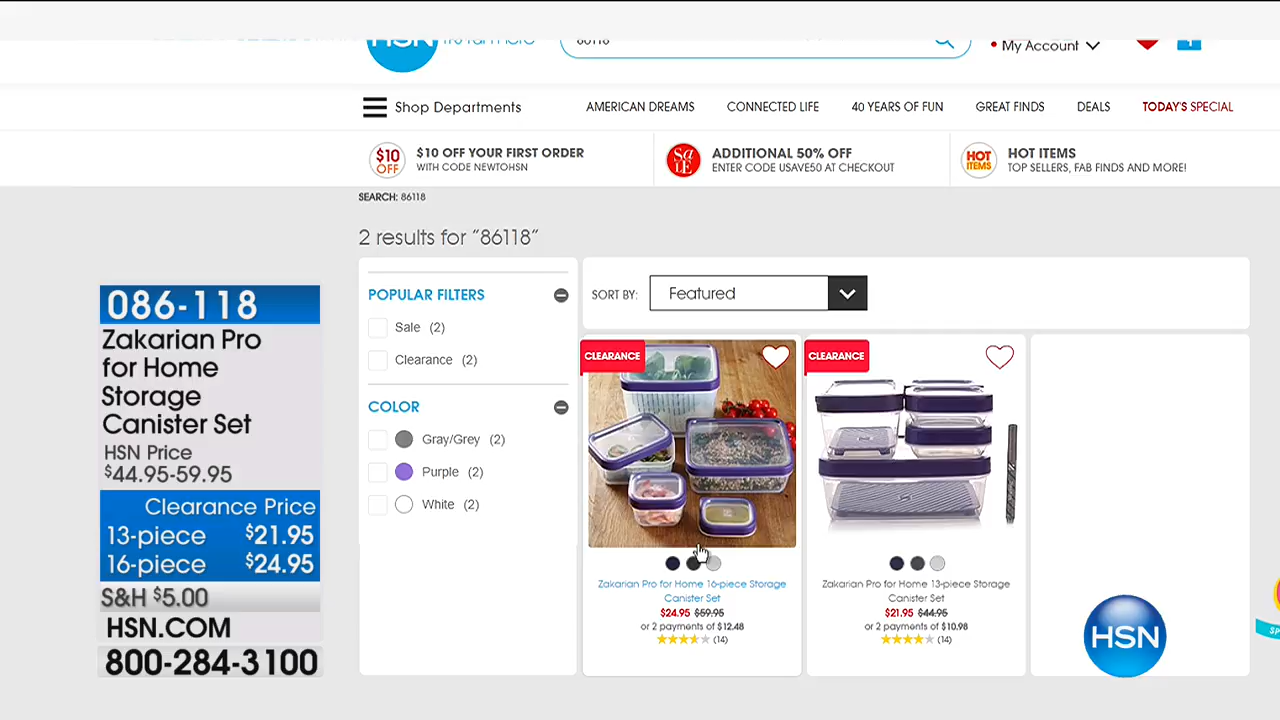 HSN
86118
My Account
Shop Departments
AMERICAN DREAMS
CONNECTED LIFE
40 YEARS OF FUN
GREAT FINDS
DEALS
TODAY'S SPECIAL
$10 OFF
$10 OFF YOUR FIRST ORDER
WITH CODE NEWTOHSN
SaLE
ADDITIONAL 50% OFF
ENTER CODE USAVE50 AT CHECKOUT
HOT ITEMS
HOT ITEMS
TOP SELLERS, FAB FINDS AND MORE!
SEARCH: 86118
2 results for "86118"
086-118
Zakarian Pro
for Home
Storage
Canister Set
HSN Price
$44.95-59.95
Clearance Price
13-piece $21.95
16-piece $24.95
S&H $5.00
HSN.COM
800-284-3100
POPULAR FILTERS
Sale (2)
Clearance (2)
COLOR
Gray/Grey (2)
Purple (2)
White (2)
SORT BY: Featured
CLEARANCE
Zakarian Pro for Home 16-piece Storage
Canister Set
$24.95 $59.95
or 2 payments of $12.48
(14)
CLEARANCE
Zakarian Pro for Home 13-piece Storage
Canister Set
$21.95 $44.95
or 2 payments of $10.98
(14)
HSN